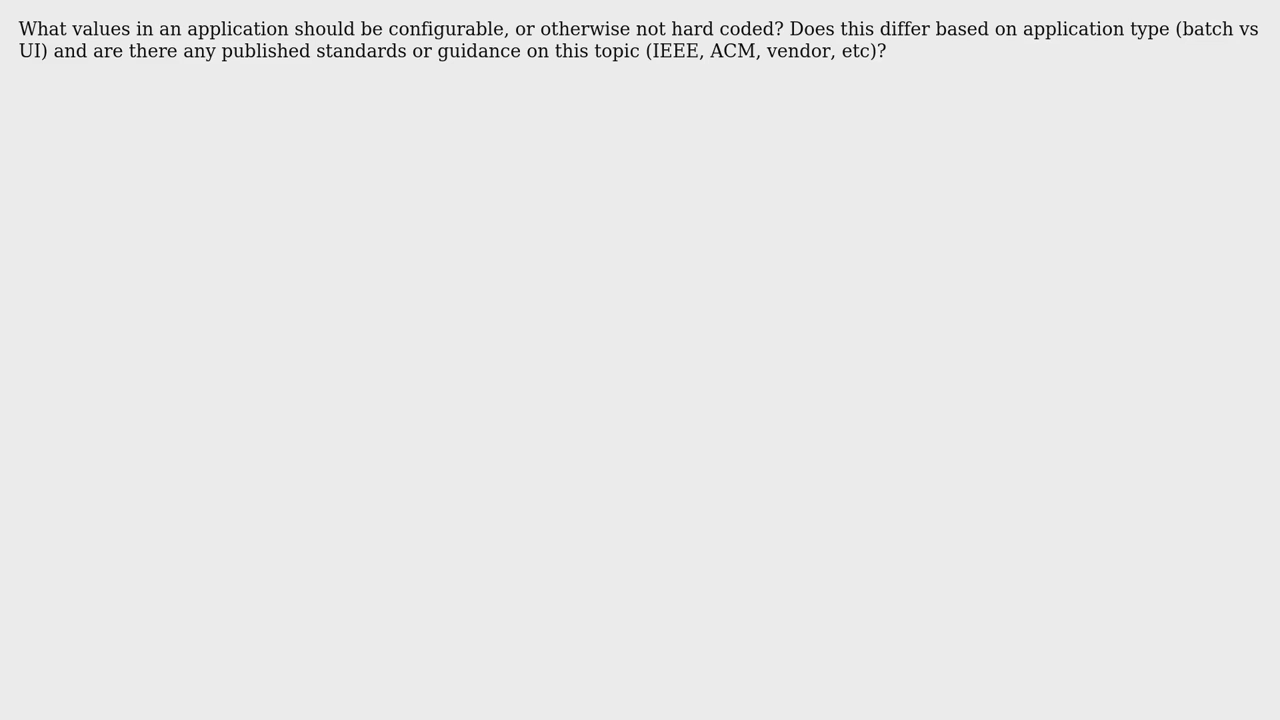 What values in an application should be configurable, or otherwise not hard coded? Does this differ based on application type (batch vs
UI) and are there any published standards or guidance on this topic (IEEE, ACM, vendor, etc)?